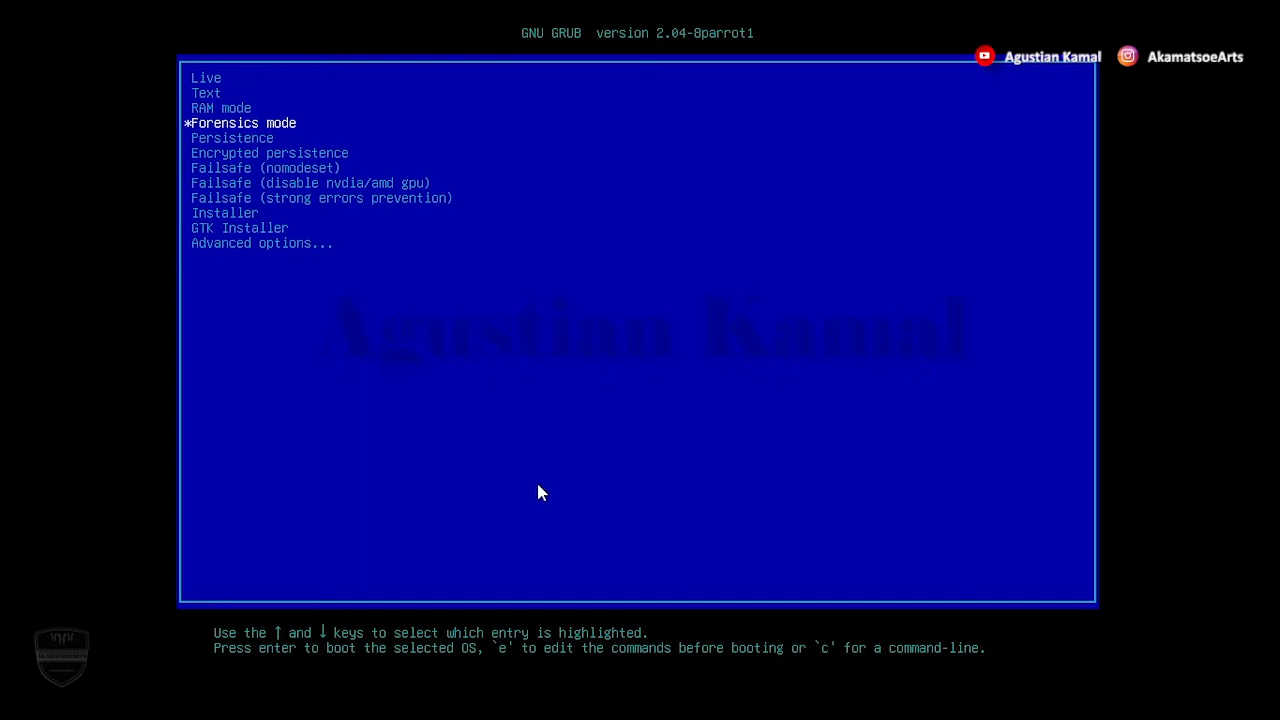 GNU GRUB  version 2.04-8parrot1
Agustian Kamal
AkamatsoeArts
Live
Text
RAM mode
*Forensics mode
Persistence
Encrypted persistence
Failsafe (nomodeset)
Failsafe (disable nvidia/amd gpu)
Failsafe (strong errors prevention)
Installer
GTK Installer
Advanced options...
Agustian Kamal
Use the ↑ and ↓ keys to select which entry is highlighted.
Press enter to boot the selected OS, `e' to edit the commands before booting or `c' for a command-line.